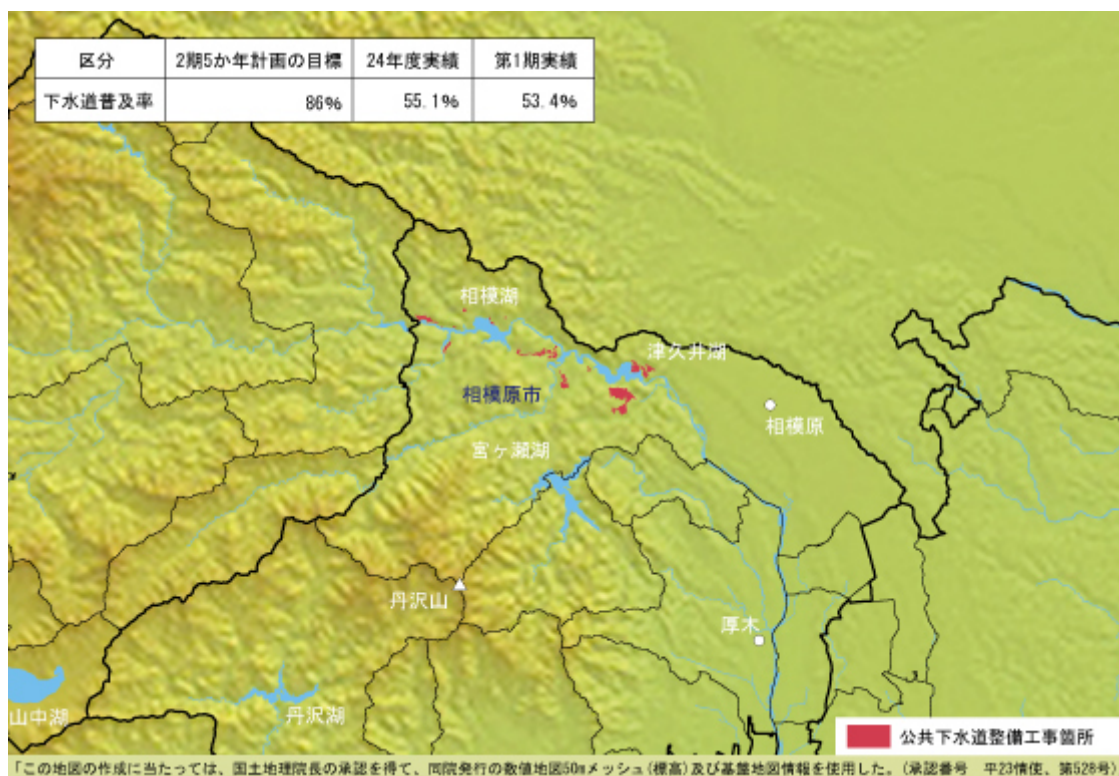 区分 2期5か年計画の目標 24年度実績 第1期実績
下水道普及率 86% 55.1% 53.4%
相模湖
津久井湖
相模原市
相模原
宮ヶ瀬湖
丹沢山
厚木
山中湖
丹沢湖
公共下水道整備工事箇所
「この地図の作成に当たっては、国土地理院長の承認を得て、同院発行の数値地図50mメッシュ(標高)及び基盤地図情報を使用した。(承認番号 平23情使、第528号)